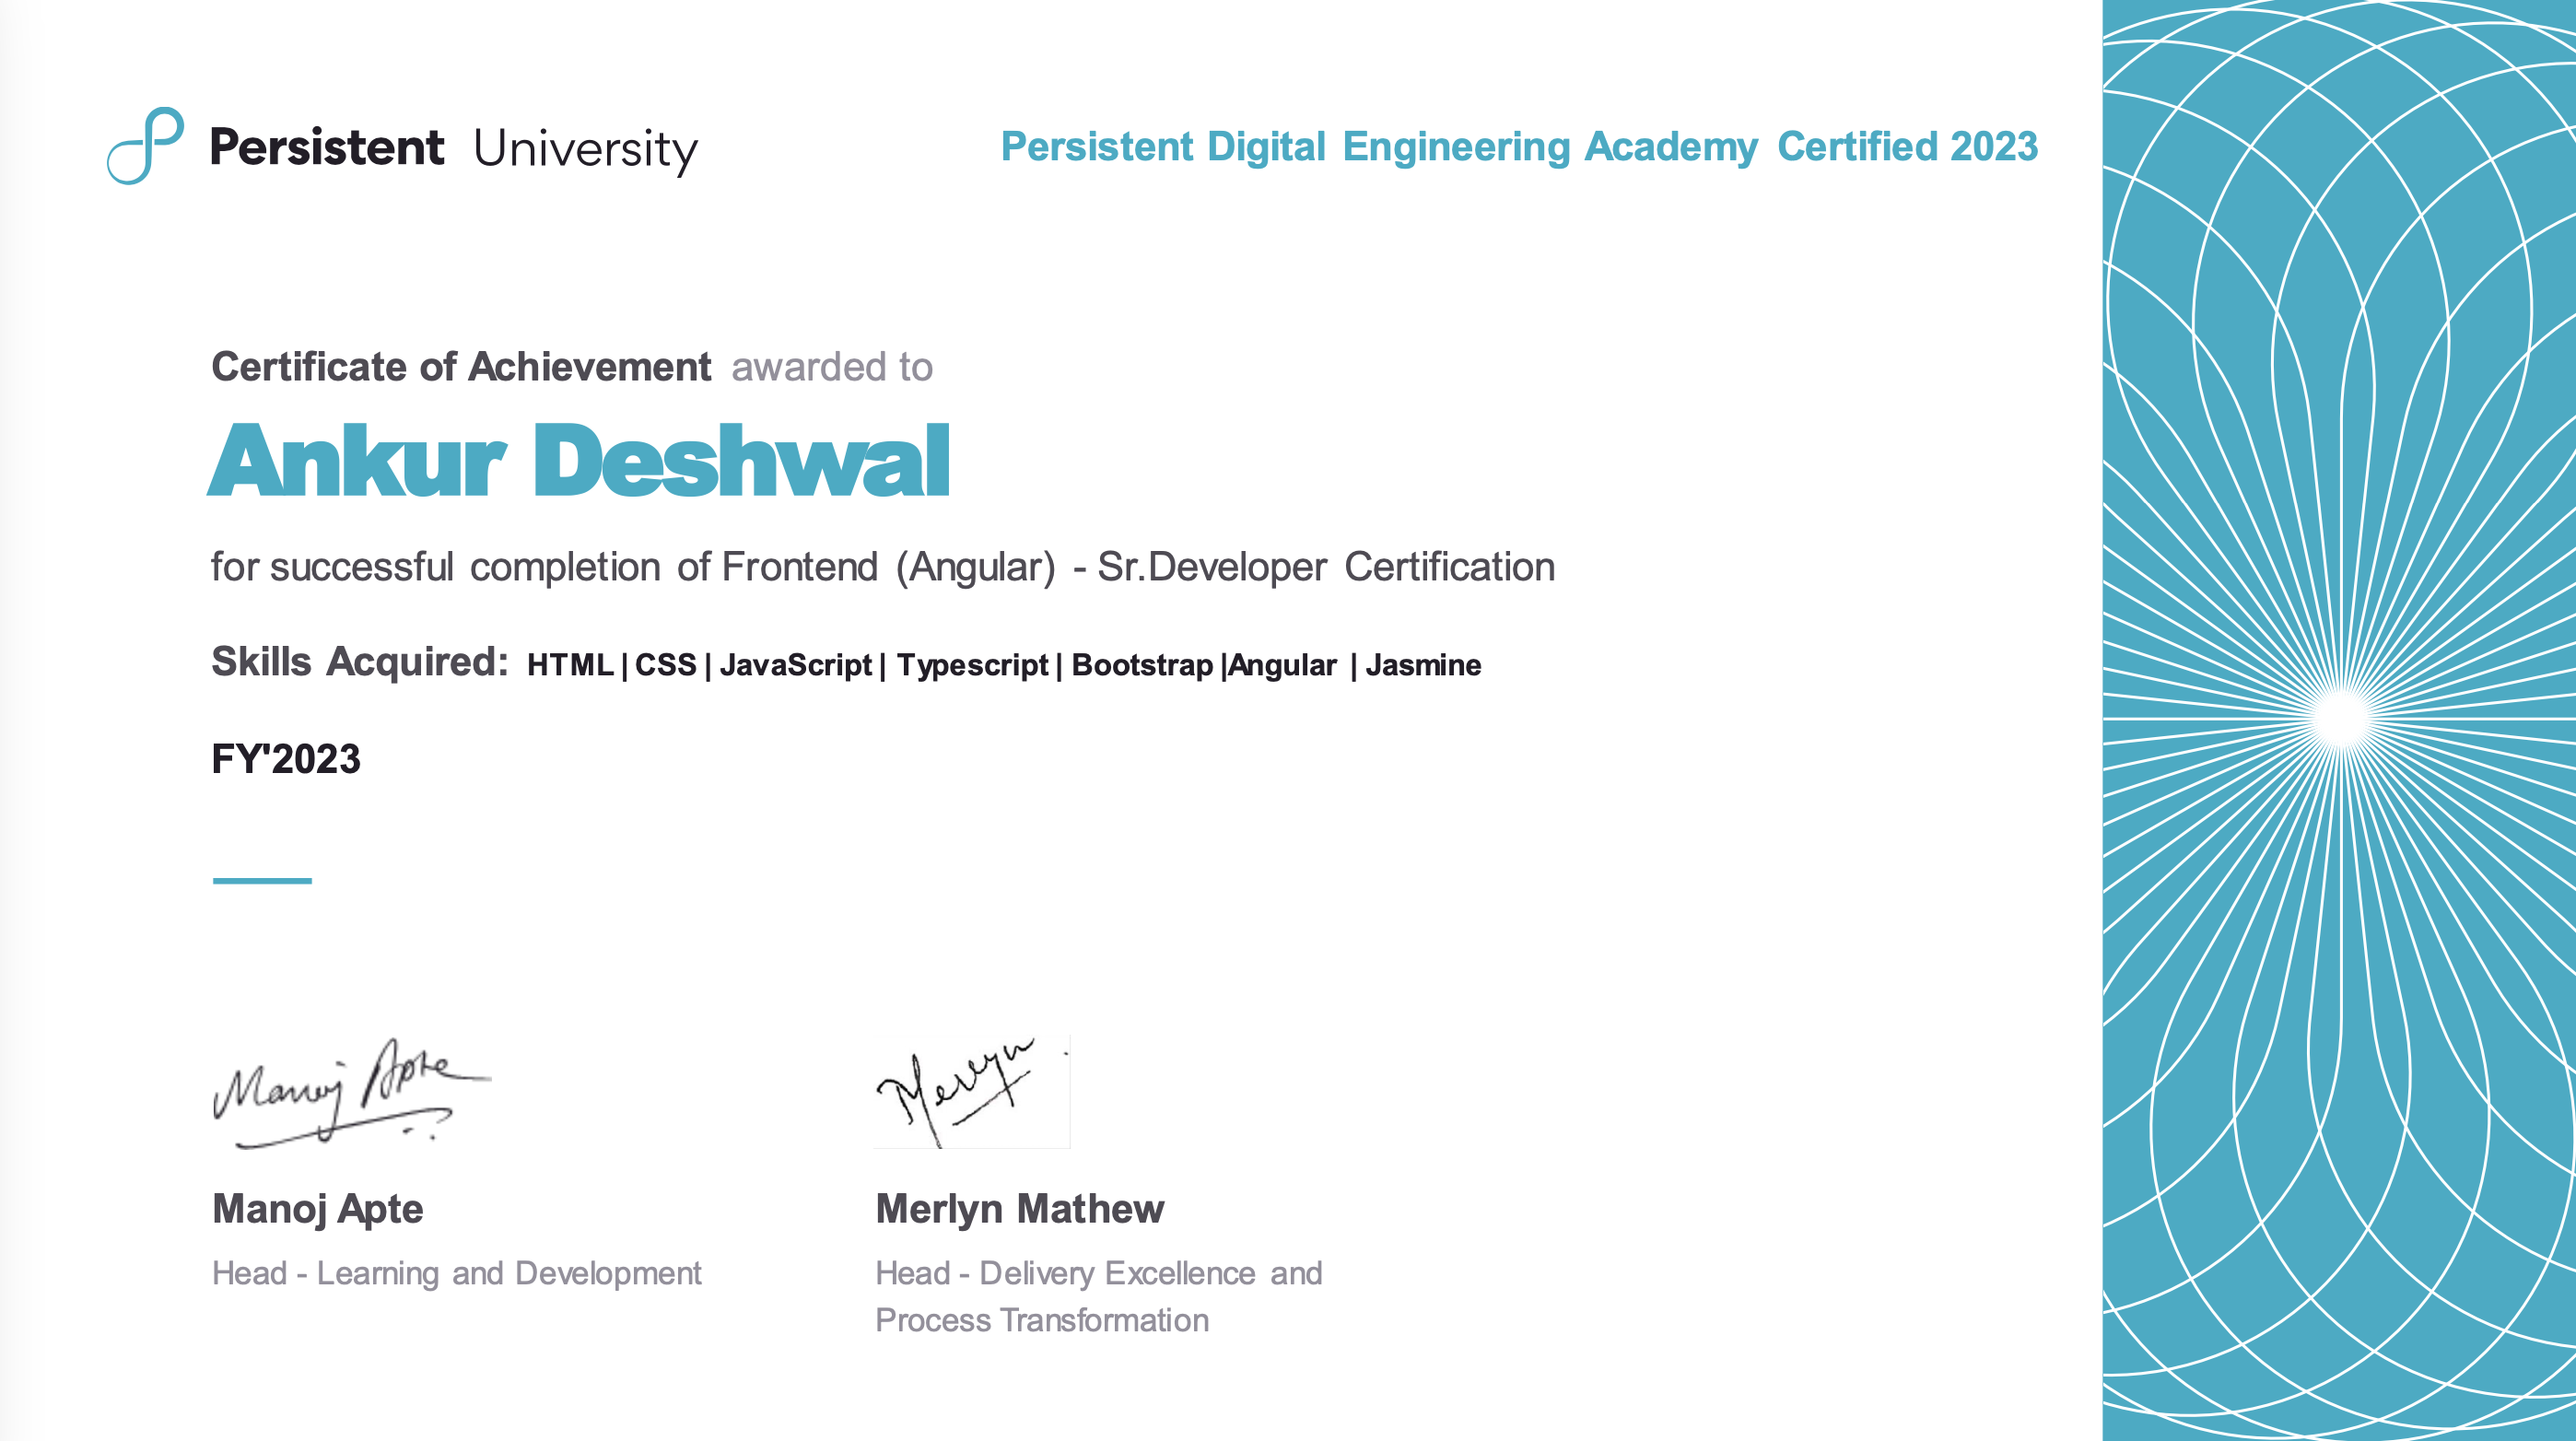 Persistent University
Persistent Digital Engineering Academy Certified 2023
Certificate of Achievement awarded to
Ankur Deshwal
for successful completion of Frontend (Angular) - Sr.Developer Certification
Skills Acquired: HTML | CSS | JavaScript | Typescript | Bootstrap |Angular | Jasmine
FY'2023
Manoj Apte
Merlyn
Manoj Apte
Head - Learning and Development
Merlyn Mathew
Head - Delivery Excellence and
Process Transformation